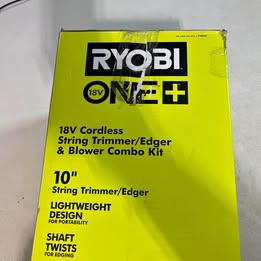 RYOBI
18V
ONE+
18V Cordless
String Trimmer/Edger
& Blower Combo Kit
10"
String Trimmer/Edger
LIGHTWEIGHT
DESIGN
FOR PORTABILITY
SHAFT
TWISTS
FOR EDGING